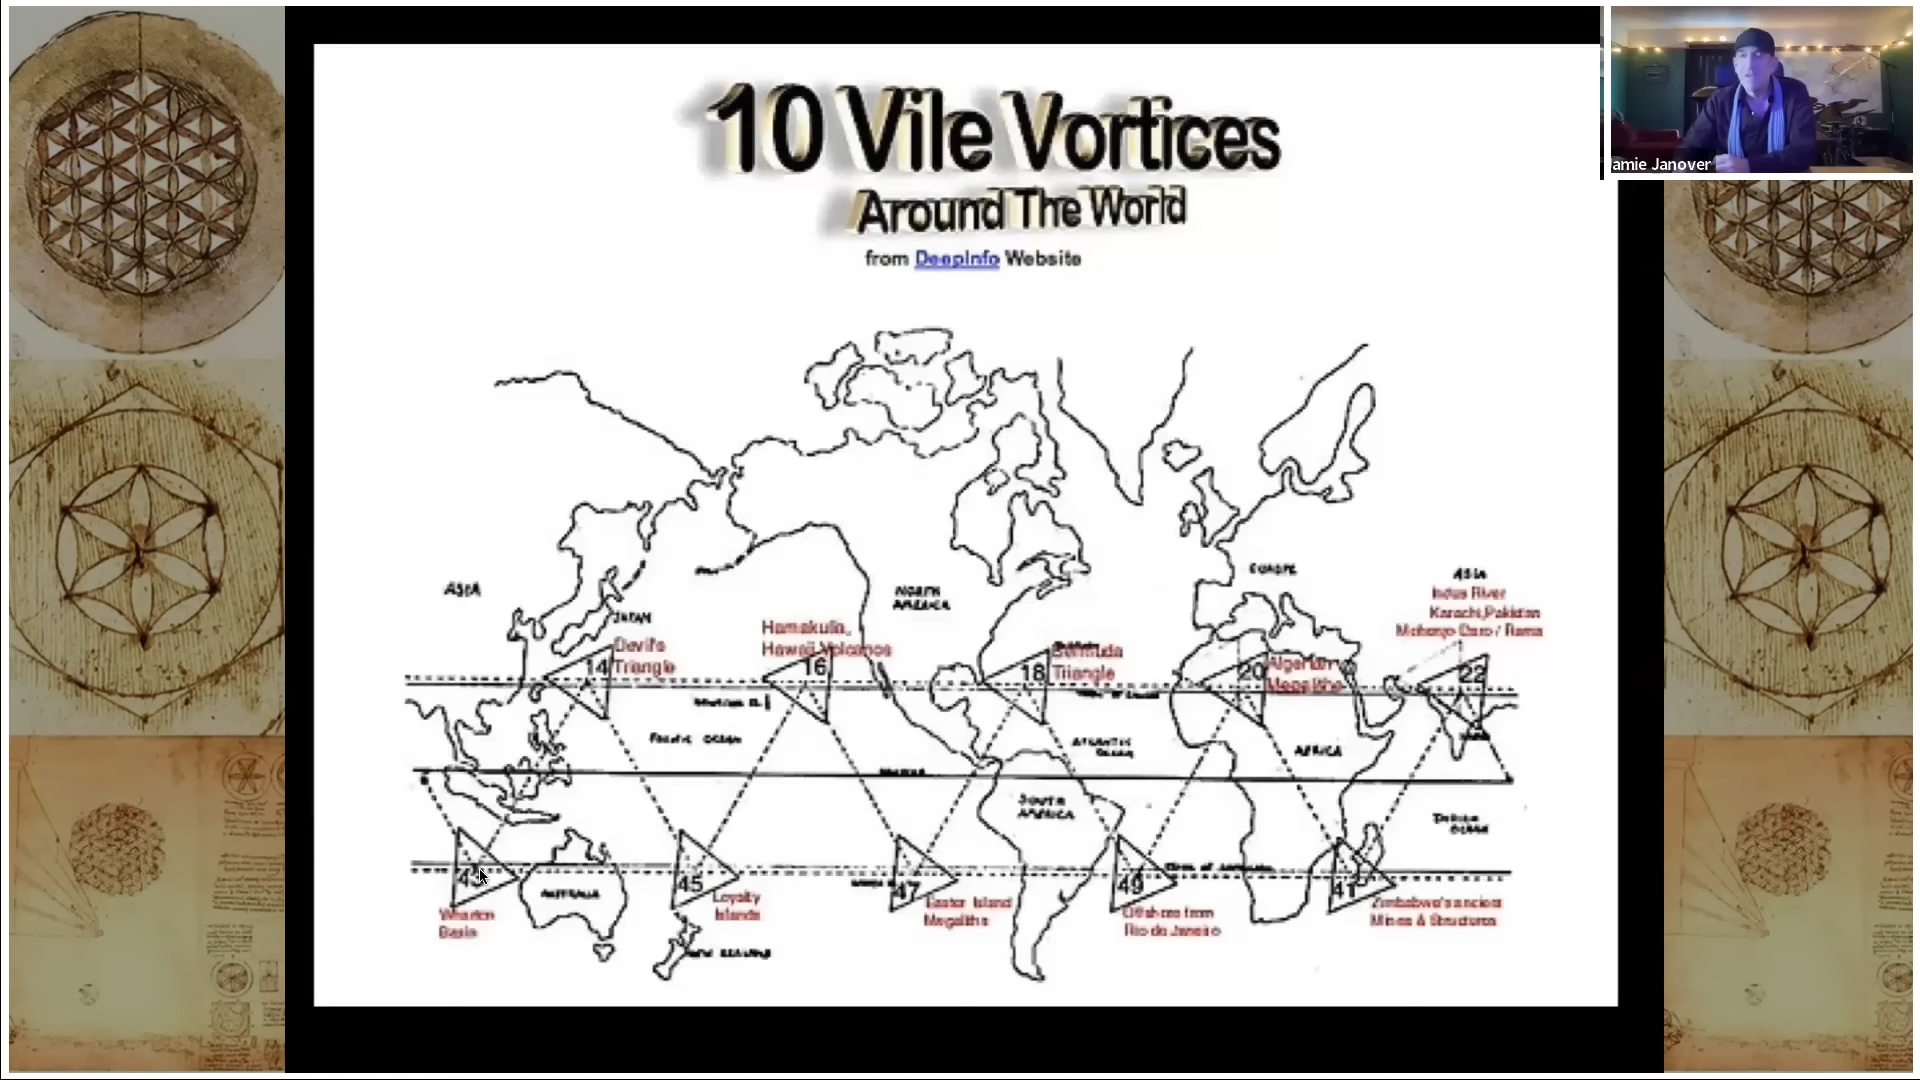 10 Vile Vortices
Around The World
from DeepInfo Website
amie Janover
ASIA
JAPAN
Devil's
Triangle
14
Hamakulia,
Hawaii Volcanos
16
NORTH
AMERICA
Bermuda
Triangle
18
EUROPE
Algerian
Megaliths
20
ASIA
Indus River
Karachi,Pakistan
Mohenjo Daro / Rama
22
PACIFIC OCEAN
ATLANTIC
OCEAN
AFRICA
SOUTH
AMERICA
INDIAN
OCEAN
43
Wharton
Basin
AUSTRALIA
45
Loyalty
Islands
NEW ZEALAND
47
Easter Island
Megaliths
49
Offshore from
Rio de Janeiro
41
Zimbabwe's ancient
Mines & Structures